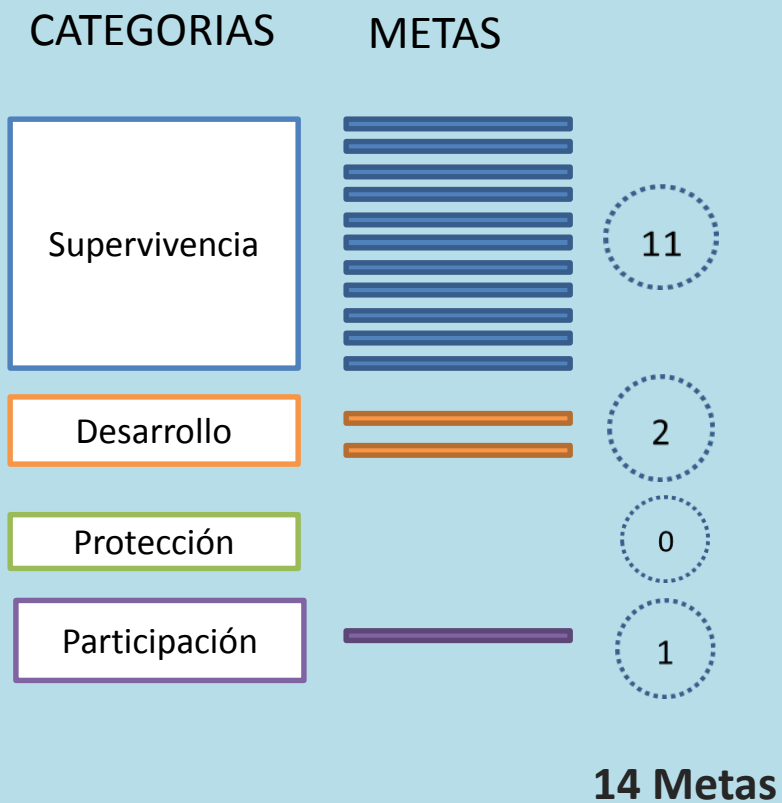 CATEGORIAS METAS
Supervivencia 11
Desarrollo 2
Protección 0
Participación 1
14 Metas